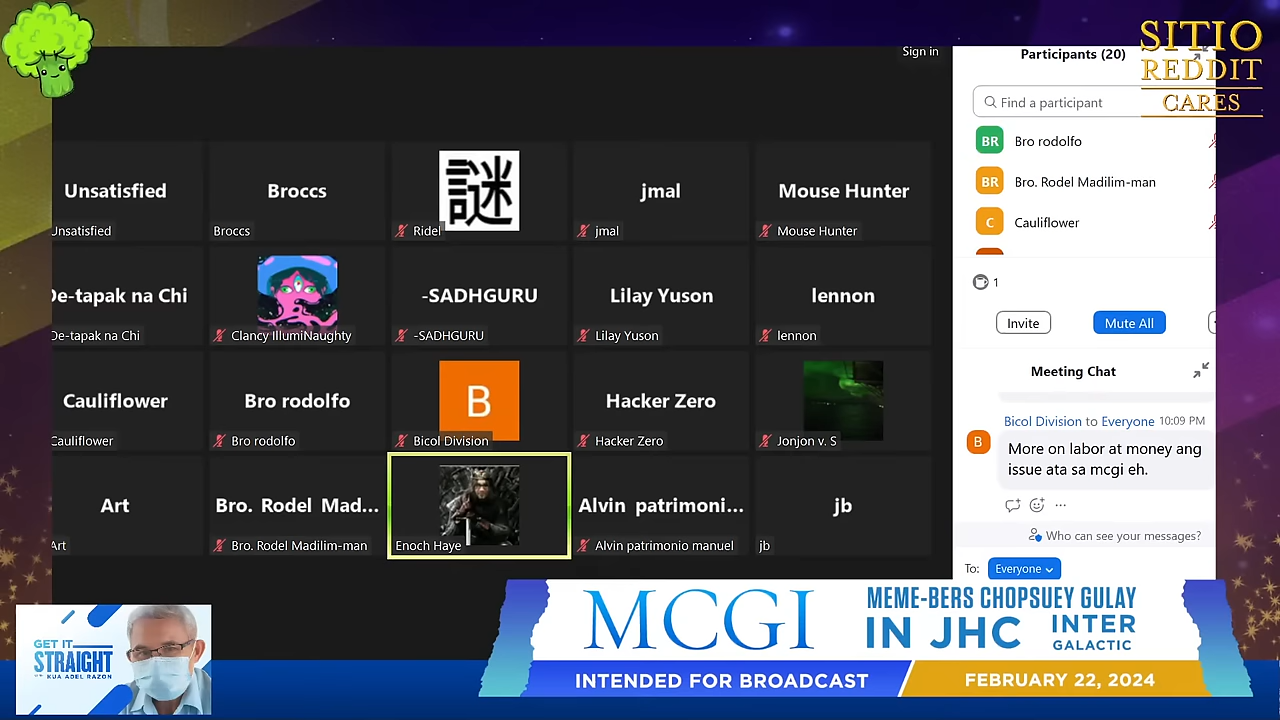 Sign in
SITIO
REDDIT
CARES
Participants (20)
Find a participant
BR Bro rodolfo
BR Bro. Rodel Madilim-man
C Cauliflower
1
Invite
Mute All
Meeting Chat
Bicol Division to Everyone 10:09 PM
B
More on labor at money ang
issue ata sa mcgi eh.
Who can see your messages?
To: Everyone
Unsatisfied
Unsatisfied
Broccs
Broccs
謎
Ridel
jmal
jmal
Mouse Hunter
Mouse Hunter
De-tapak na Chi
De-tapak na Chi
Clancy IllumiNaughty
-SADHGURU
-SADHGURU
Lilay Yuson
Lilay Yuson
lennon
lennon
Cauliflower
Cauliflower
Bro rodolfo
Bro rodolfo
B
Bicol Division
Hacker Zero
Hacker Zero
Jonjon v. S
Art
Art
Bro. Rodel Mad...
Bro. Rodel Madilim-man
Enoch Haye
Alvin patrimoni...
Alvin patrimonio manuel
jb
jb
GET IT
STRAIGHT
KUA ADEL RAZON
MCGI
MEME-BERS CHOPSUEY GULAY
IN JHC
INTER
GALACTIC
INTENDED FOR BROADCAST
FEBRUARY 22, 2024